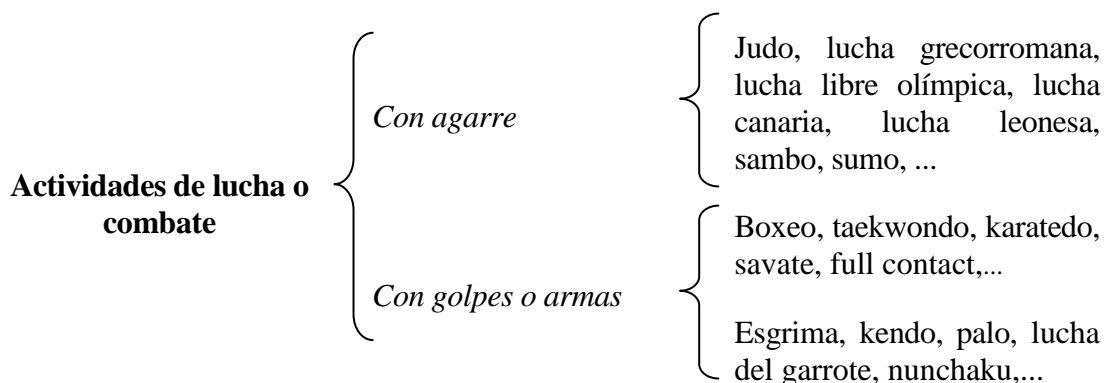 Actividades de lucha o
combate
Con agarre
Judo, lucha grecorromana,
lucha libre olímpica, lucha
canaria, lucha leonesa,
sambo, sumo, ...
Con golpes o armas
Boxeo, taekwondo, karatedo,
savate, full contact,...
Esgrima, kendo, palo, lucha
del garrote, nunchaku,...